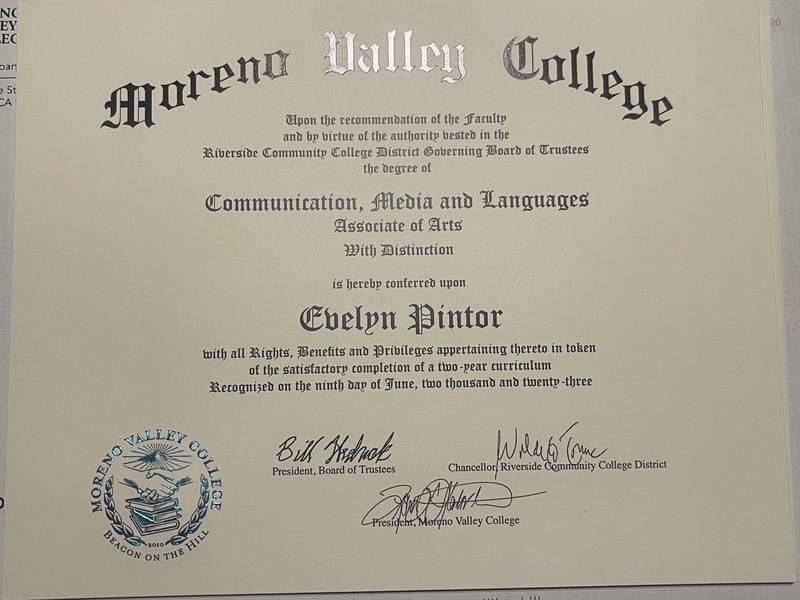 Moreno Valley College
Upon the recommendation of the Faculty
and by virtue of the authority vested in the
Riverside Community College District Governing Board of Trustees
the degree of
Communication, Media and Languages
Associate of Arts
With Distinction
is hereby conferred upon
Evelyn Pintor
with all Rights, Benefits and Privileges appertaining thereto in token
of the satisfactory completion of a two-year curriculum
Recognized on the ninth day of June, two thousand and twenty-three
President, Board of Trustees
Chancellor, Riverside Community College District
President, Moreno Valley College
MORENO VALLEY COLLEGE
2010
BEACON ON THE HILL